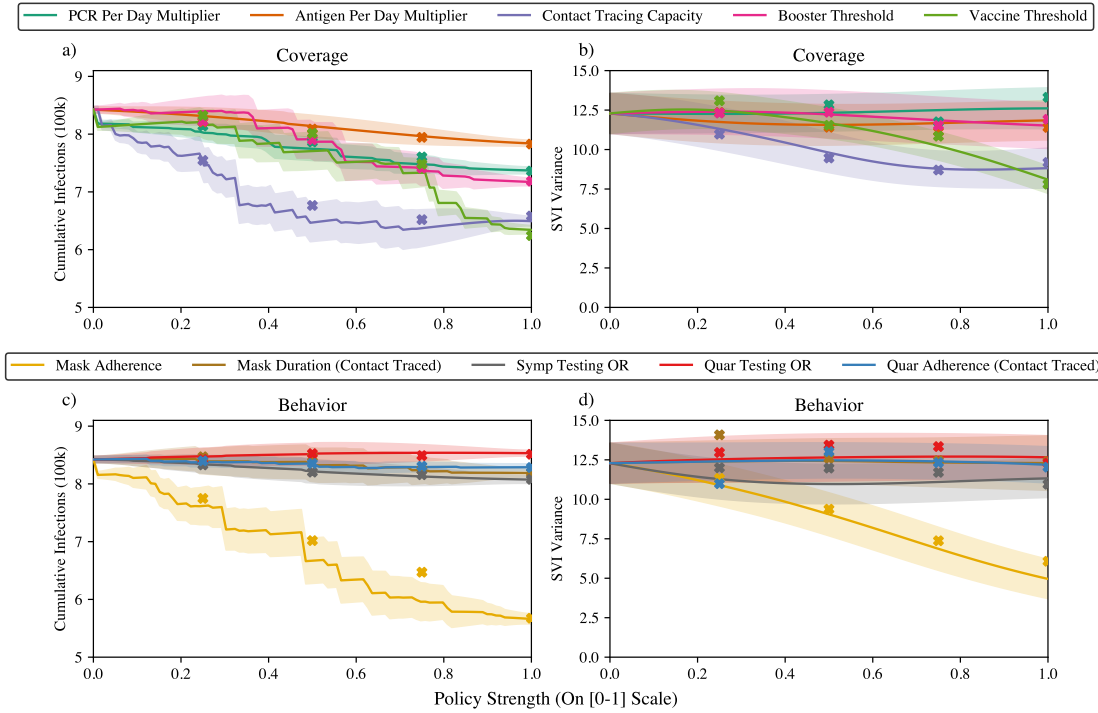 PCR Per Day Multiplier Antigen Per Day Multiplier Contact Tracing Capacity Booster Threshold Vaccine Threshold
a) Coverage
b) Coverage
Cumulative Infections (100k)
9
8
7
6
5
0.0 0.2 0.4 0.6 0.8 1.0
SVI Variance
15.0
12.5
10.0
7.5
5.0
2.5
0.0
0.0 0.2 0.4 0.6 0.8 1.0
Mask Adherence Mask Duration (Contact Traced) Symp Testing OR Quar Testing OR Quar Adherence (Contact Traced)
c) Behavior
d) Behavior
Cumulative Infections (100k)
9
8
7
6
5
0.0 0.2 0.4 0.6 0.8 1.0
SVI Variance
15.0
12.5
10.0
7.5
5.0
2.5
0.0
0.0 0.2 0.4 0.6 0.8 1.0
Policy Strength (On [0-1] Scale)